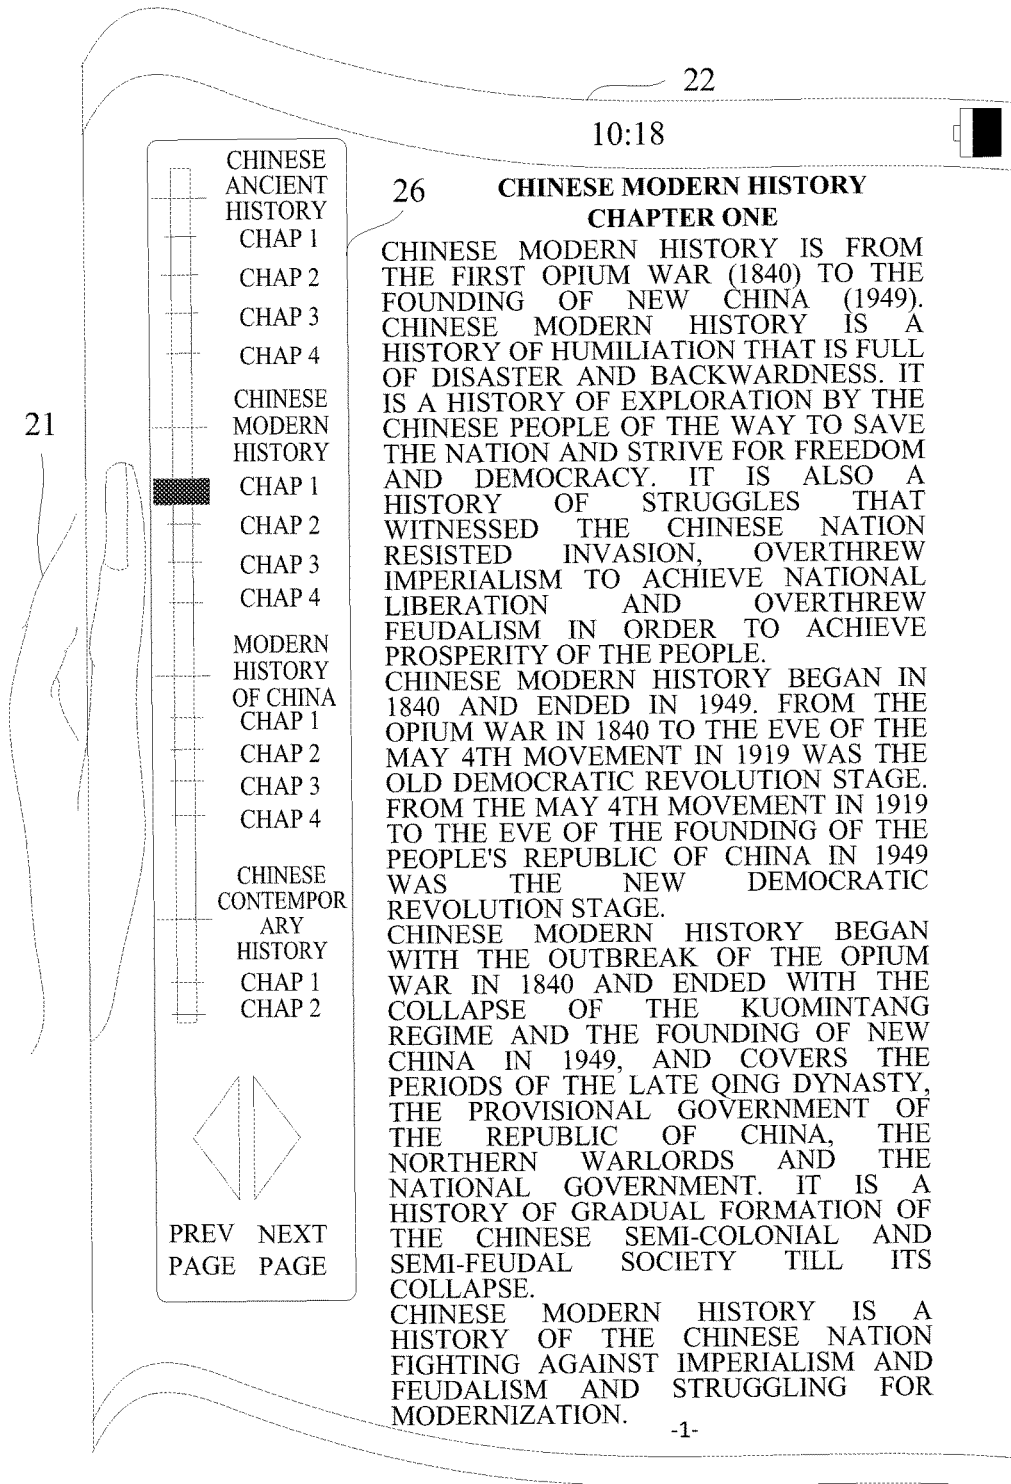 22
10:18
21
26
CHINESE
ANCIENT
HISTORY
CHAP 1
CHAP 2
CHAP 3
CHAP 4
CHINESE
MODERN
HISTORY
CHAP 1
CHAP 2
CHAP 3
CHAP 4
MODERN
HISTORY
OF CHINA
CHAP 1
CHAP 2
CHAP 3
CHAP 4
CHINESE
CONTEMPOR
ARY
HISTORY
CHAP 1
CHAP 2
PREV NEXT
PAGE PAGE
CHINESE MODERN HISTORY
CHAPTER ONE
CHINESE MODERN HISTORY IS FROM
THE FIRST OPIUM WAR (1840) TO THE
FOUNDING OF NEW CHINA (1949).
CHINESE MODERN HISTORY IS A
HISTORY OF HUMILIATION THAT IS FULL
OF DISASTER AND BACKWARDNESS. IT
IS A HISTORY OF EXPLORATION BY THE
CHINESE PEOPLE OF THE WAY TO SAVE
THE NATION AND STRIVE FOR FREEDOM
AND DEMOCRACY. IT IS ALSO A
HISTORY OF STRUGGLES THAT
WITNESSED THE CHINESE NATION
RESISTED INVASION, OVERTHREW
IMPERIALISM TO ACHIEVE NATIONAL
LIBERATION AND OVERTHREW
FEUDALISM IN ORDER TO ACHIEVE
PROSPERITY OF THE PEOPLE.
CHINESE MODERN HISTORY BEGAN IN
1840 AND ENDED IN 1949. FROM THE
OPIUM WAR IN 1840 TO THE EVE OF THE
MAY 4TH MOVEMENT IN 1919 WAS THE
OLD DEMOCRATIC REVOLUTION STAGE.
FROM THE MAY 4TH MOVEMENT IN 1919
TO THE EVE OF THE FOUNDING OF THE
PEOPLE'S REPUBLIC OF CHINA IN 1949
WAS THE NEW DEMOCRATIC
REVOLUTION STAGE.
CHINESE MODERN HISTORY BEGAN
WITH THE OUTBREAK OF THE OPIUM
WAR IN 1840 AND ENDED WITH THE
COLLAPSE OF THE KUOMINTANG
REGIME AND THE FOUNDING OF NEW
CHINA IN 1949, AND COVERS THE
PERIODS OF THE LATE QING DYNASTY,
THE PROVISIONAL GOVERNMENT OF
THE REPUBLIC OF CHINA, THE
NORTHERN WARLORDS AND THE
NATIONAL GOVERNMENT. IT IS A
HISTORY OF GRADUAL FORMATION OF
THE CHINESE SEMI-COLONIAL AND
SEMI-FEUDAL SOCIETY TILL ITS
COLLAPSE.
CHINESE MODERN HISTORY IS A
HISTORY OF THE CHINESE NATION
FIGHTING AGAINST IMPERIALISM AND
FEUDALISM AND STRUGGLING FOR
MODERNIZATION.
-1-